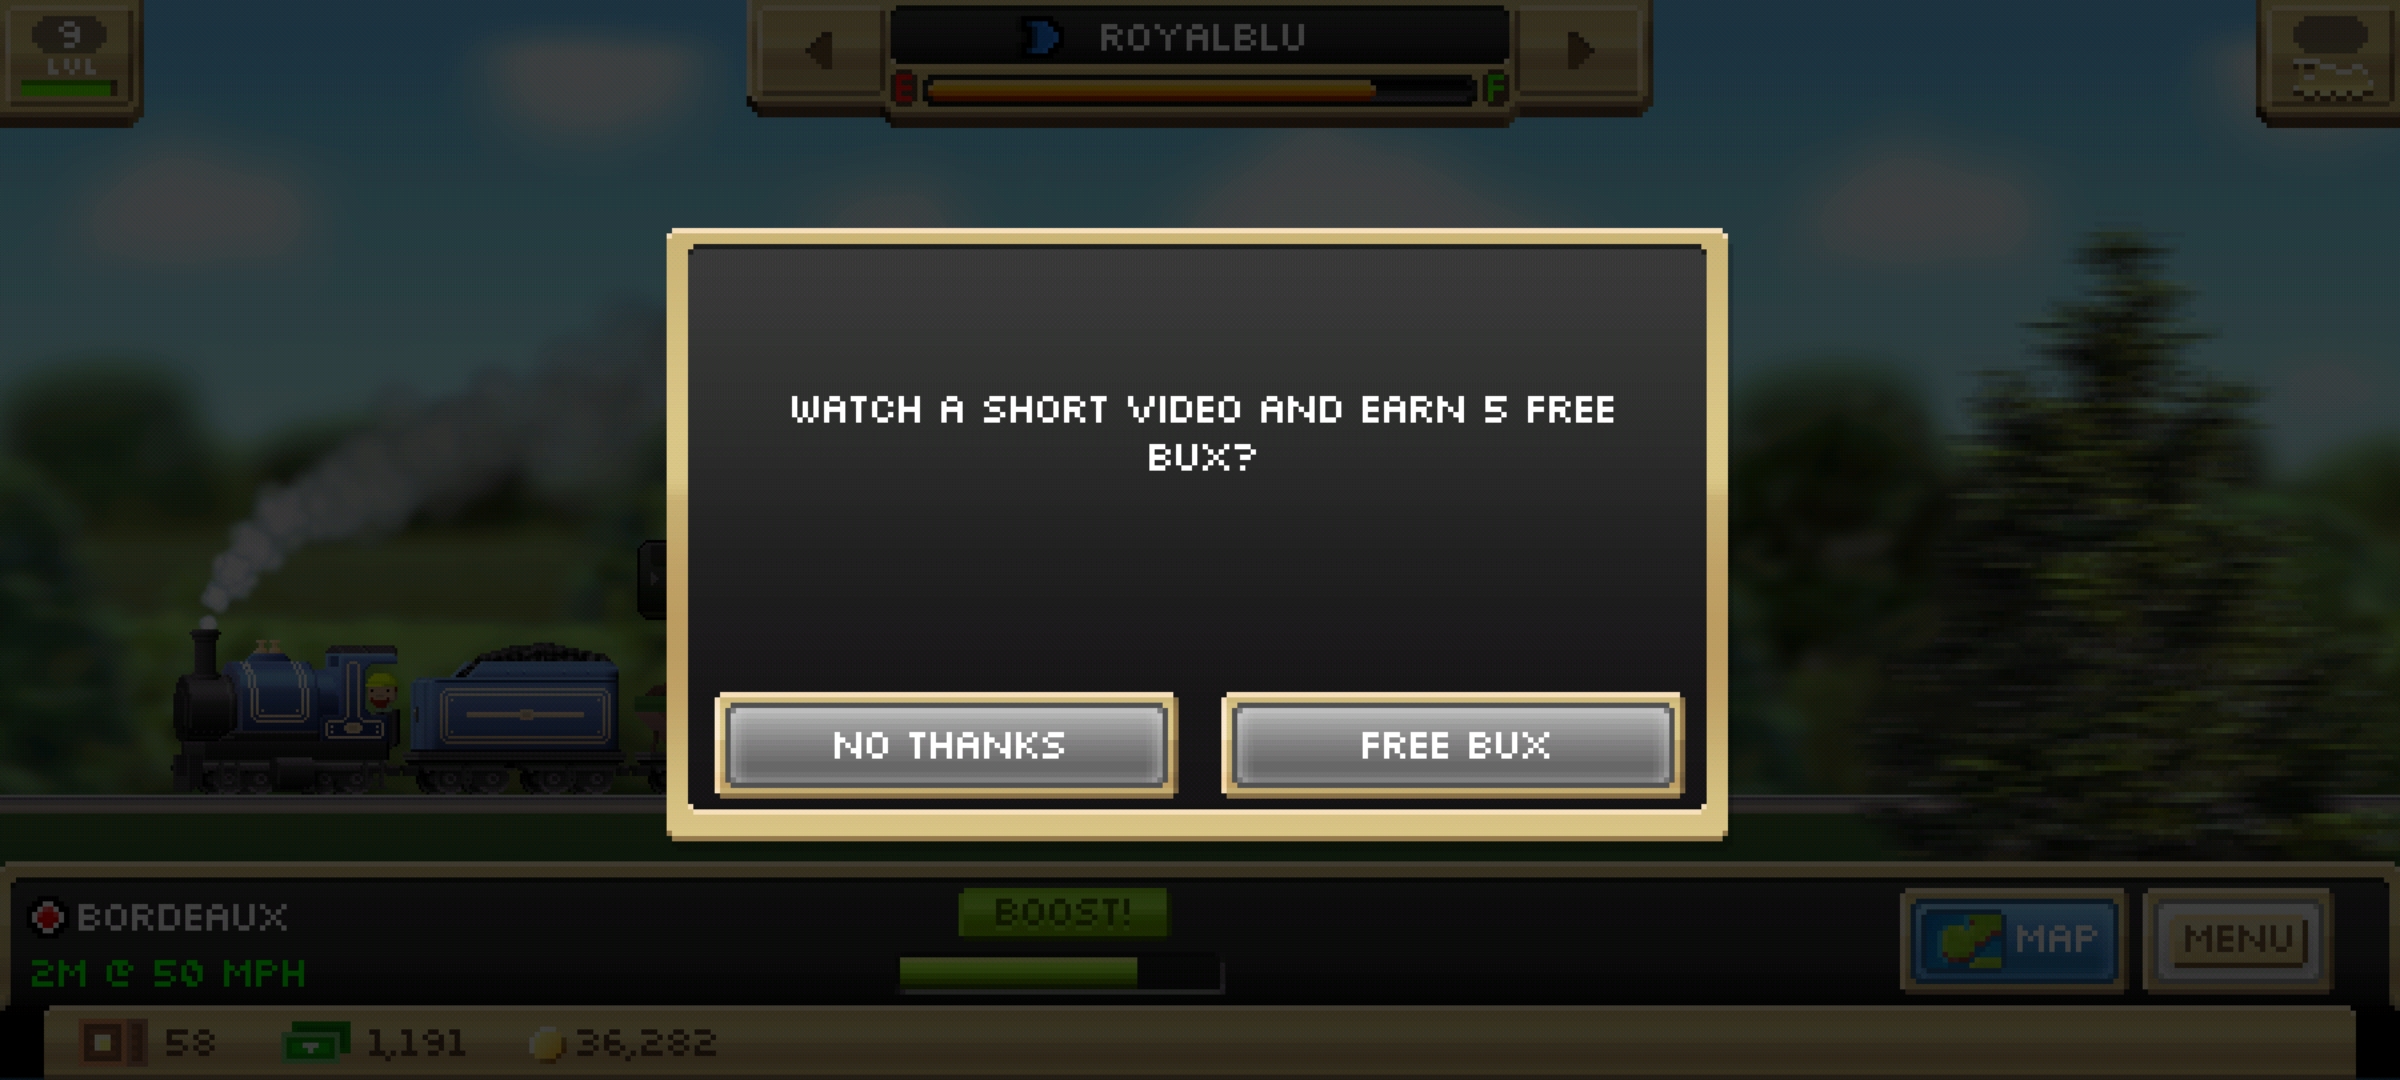 9
LVL
ROYALBLU
E
F
WATCH A SHORT VIDEO AND EARN 5 FREE
BUX?
NO THANKS
FREE BUX
BORDEAUX
2M @ 50 MPH
BOOST!
MAP
MENU
58
1,191
36,282